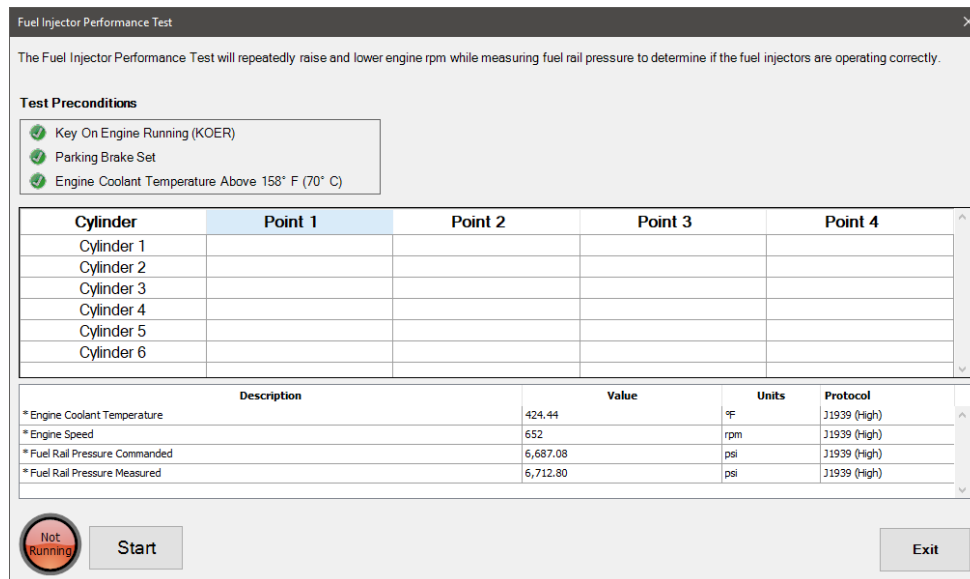 Fuel Injector Performance Test
The Fuel Injector Performance Test will repeatedly raise and lower engine rpm while measuring fuel rail pressure to determine if the fuel injectors are operating correctly.
Test Preconditions
Key On Engine Running (KOER)
Parking Brake Set
Engine Coolant Temperature Above 158° F (70° C)
Cylinder Point 1 Point 2 Point 3 Point 4
Cylinder 1
Cylinder 2
Cylinder 3
Cylinder 4
Cylinder 5
Cylinder 6
Description Value Units Protocol
* Engine Coolant Temperature 424.44 °F J1939 (High)
* Engine Speed 652 rpm J1939 (High)
* Fuel Rail Pressure Commanded 6,687.08 psi J1939 (High)
* Fuel Rail Pressure Measured 6,712.80 psi J1939 (High)
Not
Running
Start
Exit